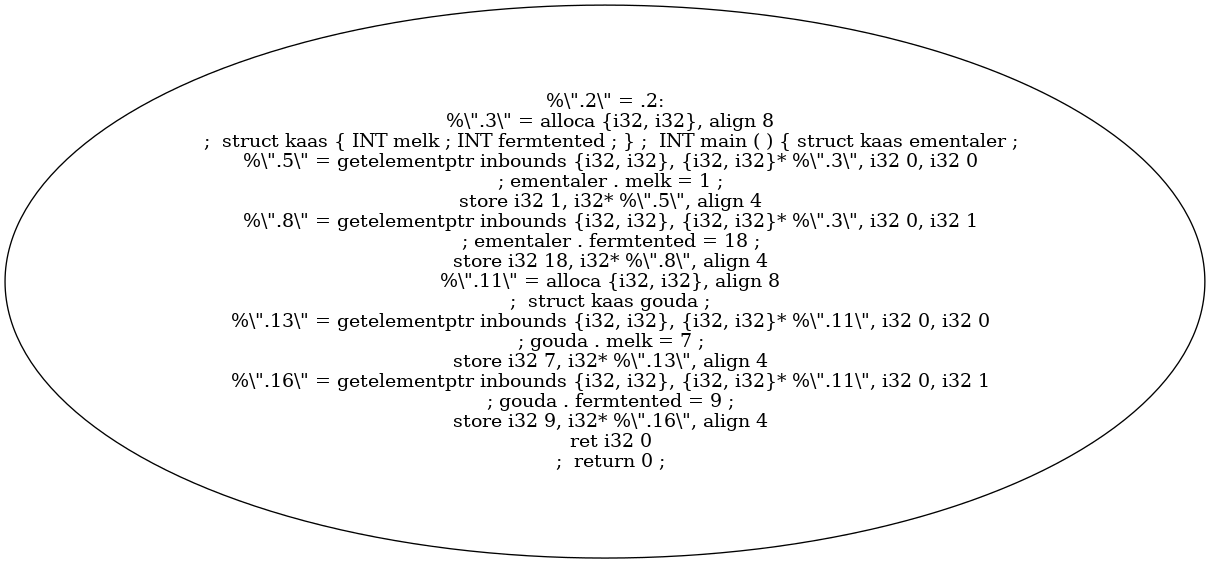 %\".2\" = .2:
%\".3\" = alloca {i32, i32}, align 8
;  struct kaas { INT melk ; INT fermtented ; } ;  INT main ( ) { struct kaas ementaler ;
%\".5\" = getelementptr inbounds {i32, i32}, {i32, i32}* %\".3\", i32 0, i32 0
; ementaler . melk = 1 ;
store i32 1, i32* %\".5\", align 4
%\".8\" = getelementptr inbounds {i32, i32}, {i32, i32}* %\".3\", i32 0, i32 1
; ementaler . fermtented = 18 ;
store i32 18, i32* %\".8\", align 4
%\".11\" = alloca {i32, i32}, align 8
;  struct kaas gouda ;
%\".13\" = getelementptr inbounds {i32, i32}, {i32, i32}* %\".11\", i32 0, i32 0
; gouda . melk = 7 ;
store i32 7, i32* %\".13\", align 4
%\".16\" = getelementptr inbounds {i32, i32}, {i32, i32}* %\".11\", i32 0, i32 1
; gouda . fermtented = 9 ;
store i32 9, i32* %\".16\", align 4
ret i32 0
;  return 0 ;